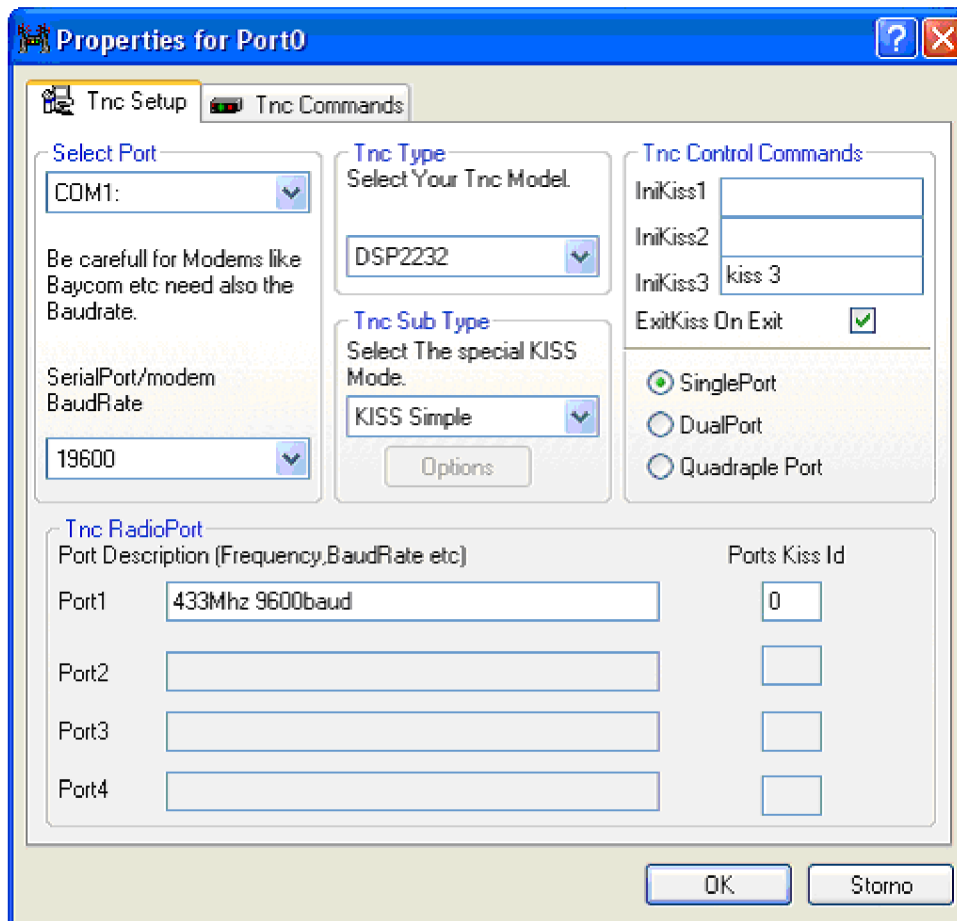 Properties for Port0
Tnc Setup
Tnc Commands
Select Port
COM1:
Be carefull for Modems like
Baycom etc need also the
Baudrate.
SerialPort/modem
BaudRate
19600
Tnc Type
Select Your Tnc Model.
DSP2232
Tnc Sub Type
Select The special KISS
Mode.
KISS Simple
Options
Tnc Control Commands
IniKiss1
IniKiss2
IniKiss3 kiss 3
ExitKiss On Exit
SinglePort
DualPort
Quadraple Port
Tnc RadioPort
Port Description (Frequency,BaudRate etc) Ports Kiss Id
Port1 433Mhz 9600baud 0
Port2
Port3
Port4
OK Storno